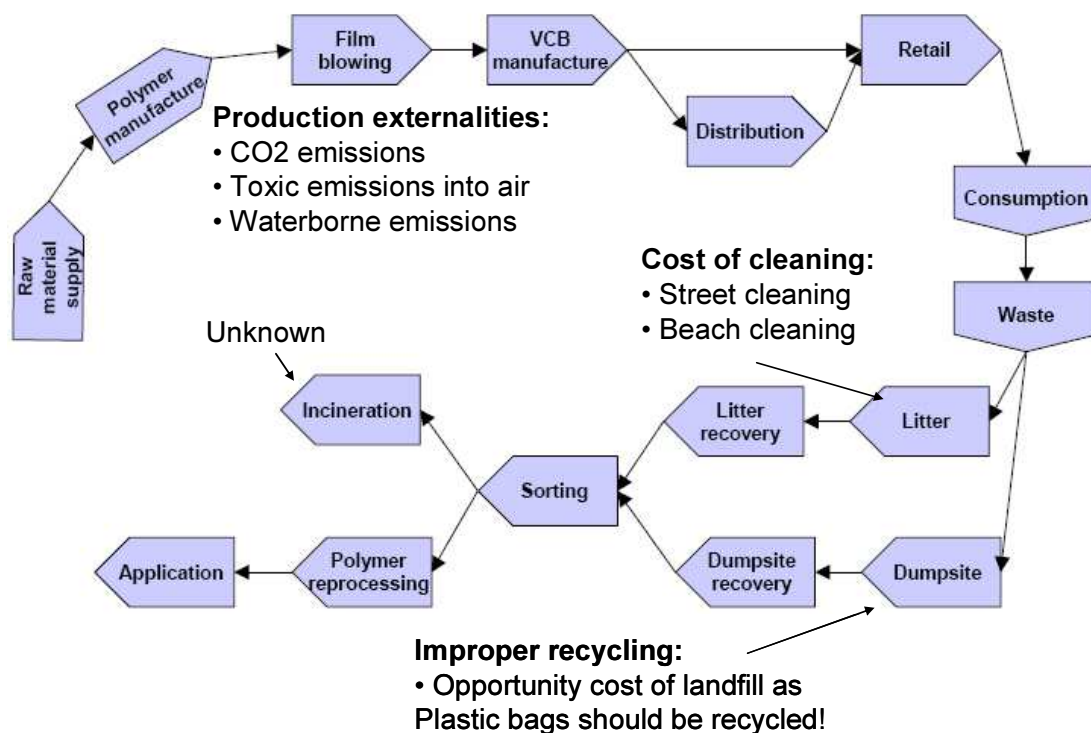 Film
blowing
VCB
manufacture
Retail
Polymer
manufacture
Distribution
Production externalities:
• CO2 emissions
• Toxic emissions into air
• Waterborne emissions
Raw
material
supply
Consumption
Cost of cleaning:
• Street cleaning
• Beach cleaning
Waste
Unknown
Incineration
Litter
recovery
Litter
Sorting
Application
Polymer
reprocessing
Dumpsite
recovery
Dumpsite
Improper recycling:
• Opportunity cost of landfill as
Plastic bags should be recycled!